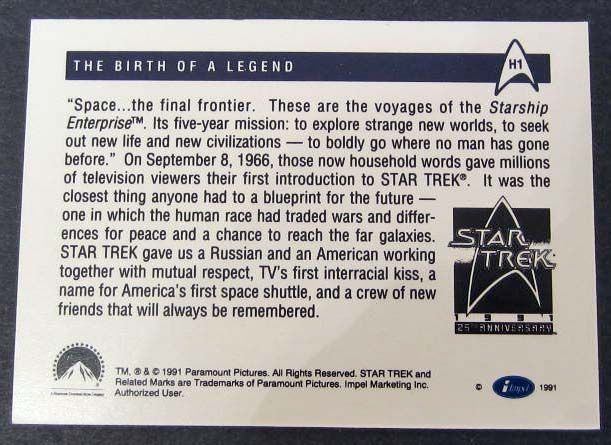 THE BIRTH OF A LEGEND
H1
"Space...the final frontier. These are the voyages of the Starship
Enterprise™. Its five-year mission: to explore strange new worlds, to seek
out new life and new civilizations — to boldly go where no man has gone
before." On September 8, 1966, those now household words gave millions
of television viewers their first introduction to STAR TREK®. It was the
closest thing anyone had to a blueprint for the future —
one in which the human race had traded wars and differ-
ences for peace and a chance to reach the far galaxies.
STAR TREK gave us a Russian and an American working
together with mutual respect, TV's first interracial kiss, a
name for America's first space shuttle, and a crew of new
friends that will always be remembered.
STAR
TREK
1991
25TH ANNIVERSARY
Paramount
TM, ® & © 1991 Paramount Pictures. All Rights Reserved. STAR TREK and
Related Marks are Trademarks of Paramount Pictures. Impel Marketing Inc.
Authorized User.
© Impel 1991